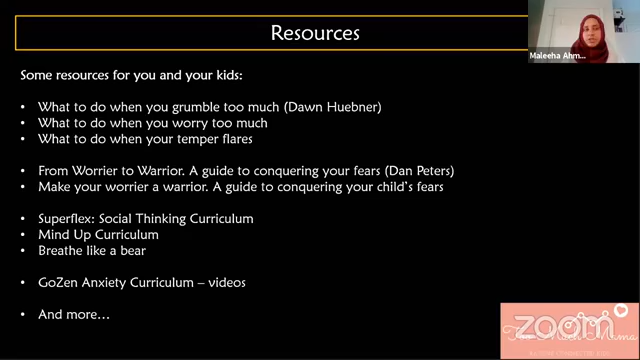 Resources
Maleeha Ahm...
Some resources for you and your kids:
• What to do when you grumble too much (Dawn Huebner)
• What to do when you worry too much
• What to do when your temper flares
• From Worrier to Warrior. A guide to conquering your fears (Dan Peters)
• Make your worrier a warrior. A guide to conquering your child's fears
• Superflex: Social Thinking Curriculum
• Mind Up Curriculum
• Breathe like a bear
• GoZen Anxiety Curriculum – videos
• And more...
zoom
Mama